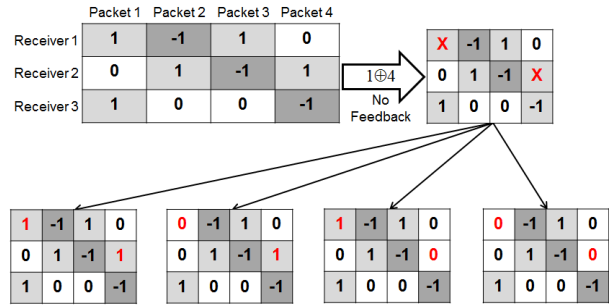 Packet 1 Packet 2 Packet 3 Packet 4
Receiver 1 1 -1 1 0
Receiver 2 0 1 -1 1
Receiver 3 1 0 0 -1
1⊕4
No
Feedback
X -1 1 0
0 1 -1 X
1 0 0 -1
1 -1 1 0
0 1 -1 1
1 0 0 -1
0 -1 1 0
0 1 -1 1
1 0 0 -1
1 -1 1 0
0 1 -1 0
1 0 0 -1
0 -1 1 0
0 1 -1 0
1 0 0 -1